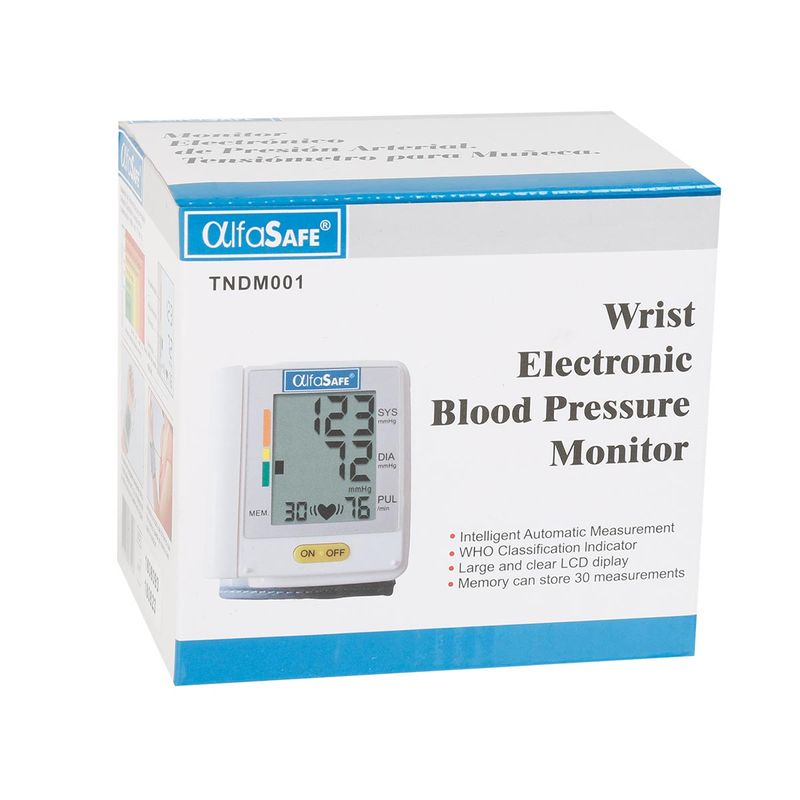 Monitor
Electrónico
de Presión Arterial.
Tensiómetro para Muñeca.
αlfaSAFE®
TNDM001
Wrist
Electronic
Blood Pressure
Monitor
αlfaSAFE®
123 SYS
mmHg
72 DIA
mmHg
mmHg
MEM. 30 76 PUL
/min
ON OFF
• Intelligent Automatic Measurement
• WHO Classification Indicator
• Large and clear LCD diplay
• Memory can store 30 measurements